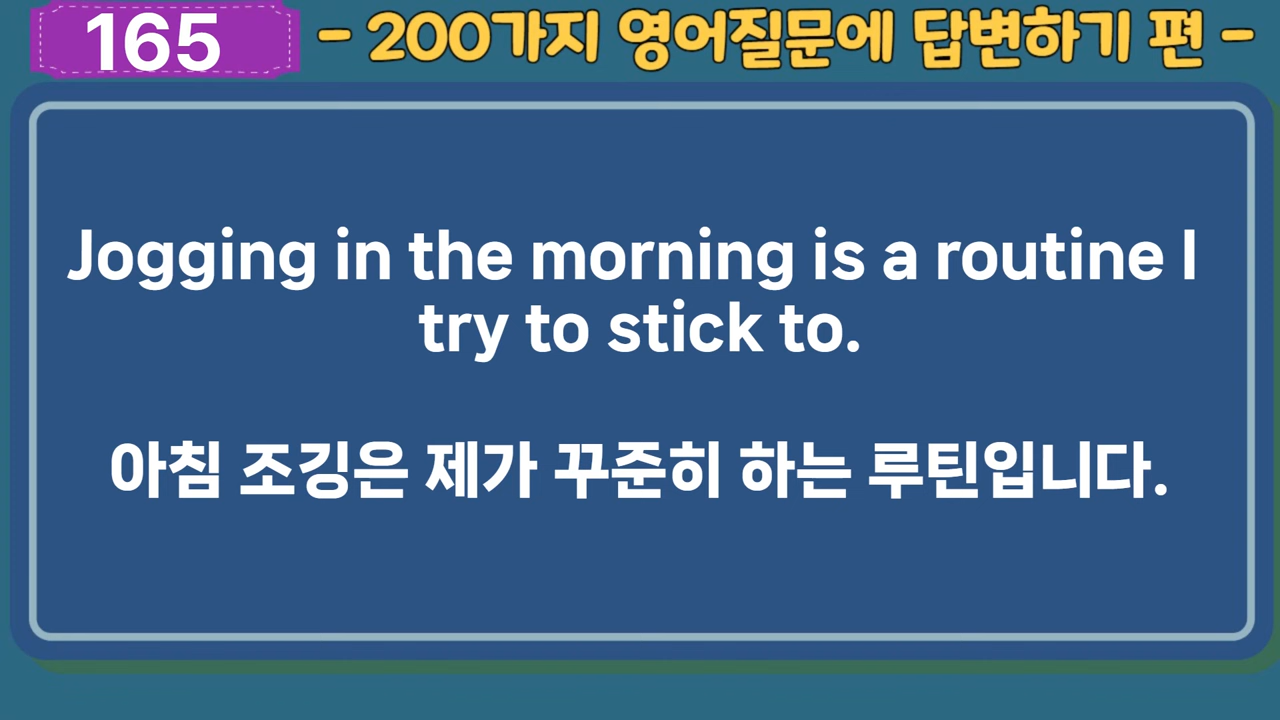 165
- 200가지 영어질문에 답변하기 편 -
Jogging in the morning is a routine I
try to stick to.
아침 조깅은 제가 꾸준히 하는 루틴입니다.